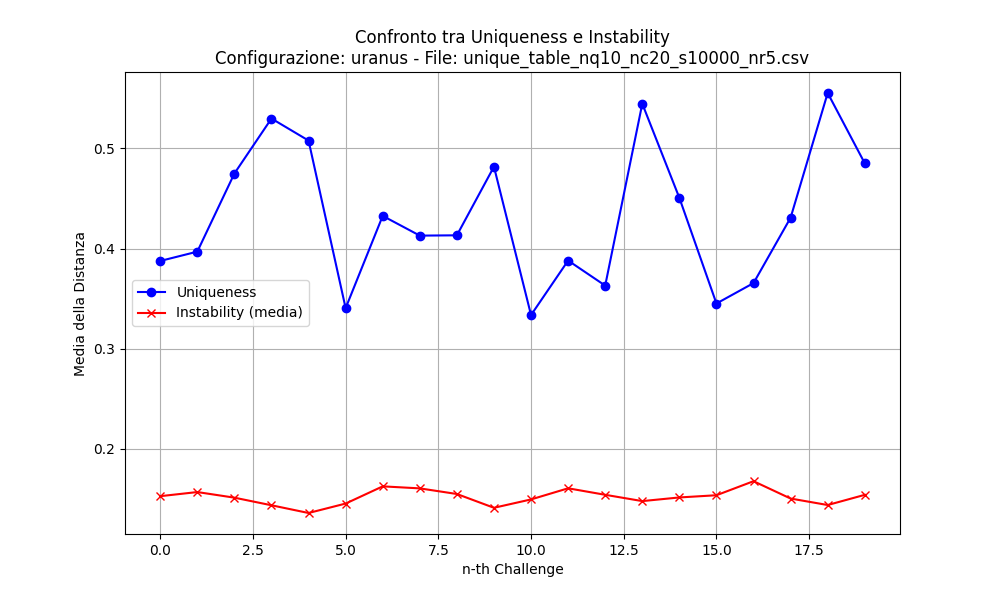 Confronto tra Uniqueness e Instability
Configurazione: uranus - File: unique_table_nq10_nc20_s10000_nr5.csv
Media della Distanza
0.5
0.4
0.3
0.2
Uniqueness
Instability (media)
0.0 2.5 5.0 7.5 10.0 12.5 15.0 17.5
n-th Challenge